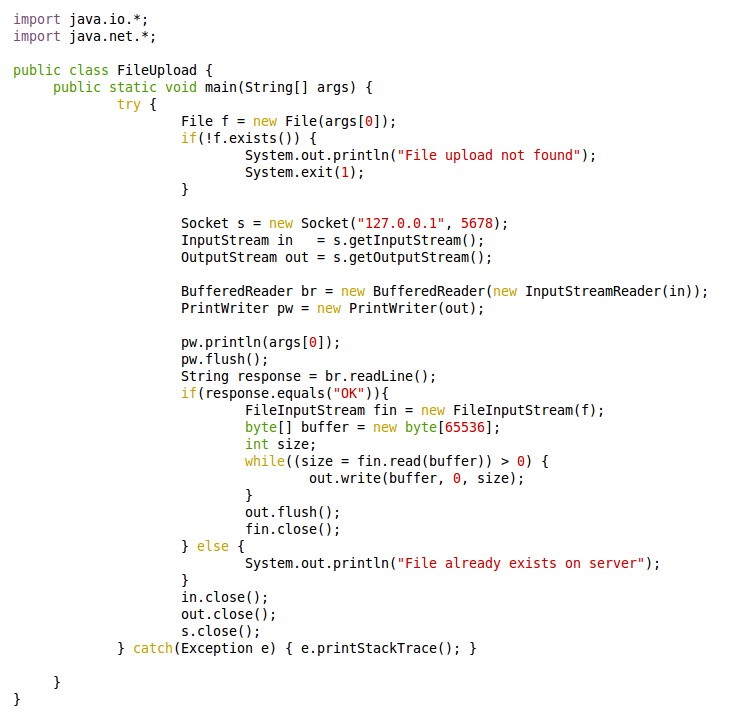 import java.io.*;
import java.net.*;

public class FileUpload {
     public static void main(String[] args) {
             try {
                     File f = new File(args[0]);
                     if(!f.exists()) {
                             System.out.println("File upload not found");
                             System.exit(1);
                     }

                     Socket s = new Socket("127.0.0.1", 5678);
                     InputStream in   = s.getInputStream();
                     OutputStream out = s.getOutputStream();

                     BufferedReader br = new BufferedReader(new InputStreamReader(in));
                     PrintWriter pw = new PrintWriter(out);

                     pw.println(args[0]);
                     pw.flush();
                     String response = br.readLine();
                     if(response.equals("OK")){
                             FileInputStream fin = new FileInputStream(f);
                             byte[] buffer = new byte[65536];
                             int size;
                             while((size = fin.read(buffer)) > 0) {
                                     out.write(buffer, 0, size);
                             }
                             out.flush();
                             fin.close();
                     } else {
                             System.out.println("File already exists on server");
                     }
                     in.close();
                     out.close();
                     s.close();
             } catch(Exception e) { e.printStackTrace(); }

     }
}